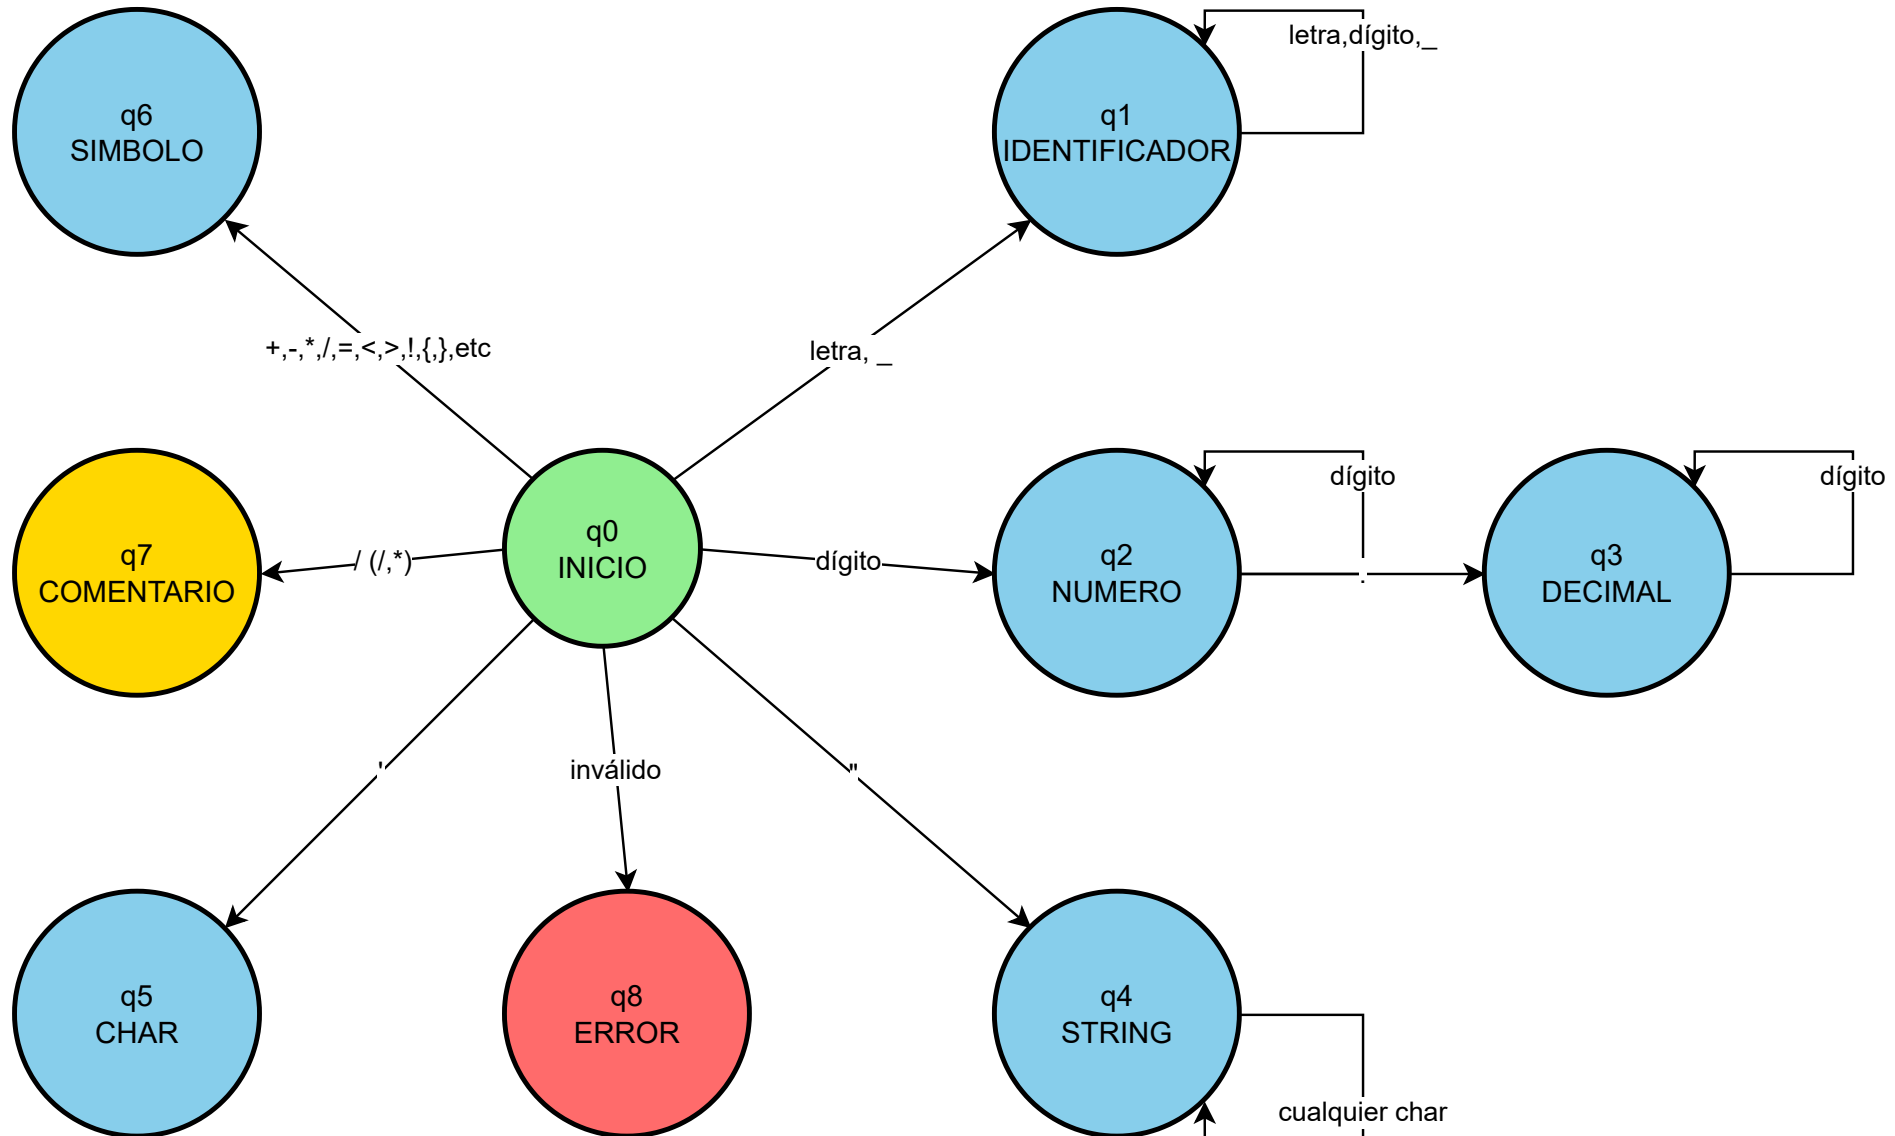 q6
SIMBOLO
q1
IDENTIFICADOR
letra,dígito,_
+,-,*,/,=,<,>,!,{,},etc
letra, _
q7
COMENTARIO
/ (/,*)
q0
INICIO
dígito
q2
NUMERO
dígito
.
q3
DECIMAL
dígito
'
inválido
"
q5
CHAR
q8
ERROR
q4
STRING
cualquier char